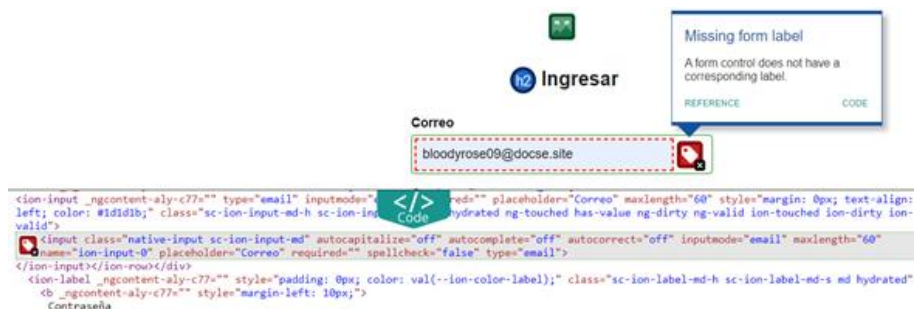 Missing form label
A form control does not have a
corresponding label.
REFERENCE CODE
h2 Ingresar
Correo
bloodyrose09@docse.site
</>
Code
<ion-input _ngcontent-aly-c77="" type="email" inputmode="e red="" placeholder="Correo" maxlength="60" style="margin: 0px; text-align:
left; color: #1d1d1b;" class="sc-ion-input-md-h sc-ion-inp hydrated ng-touched has-value ng-dirty ng-valid ion-touched ion-dirty ion-
valid">
<input class="native-input sc-ion-input-md" autocapitalize="off" autocomplete="off" autocorrect="off" inputmode="email" maxlength="60"
name="ion-input-0" placeholder="Correo" required="" spellcheck="false" type="email">
</ion-input></ion-row></div>
<ion-label _ngcontent-aly-c77="" style="padding: 0px; color: val(--ion-color-label);" class="sc-ion-label-md-h sc-ion-label-md-s md hydrated"
<b _ngcontent-aly-c77="" style="margin-left: 10px;">
Contraseña